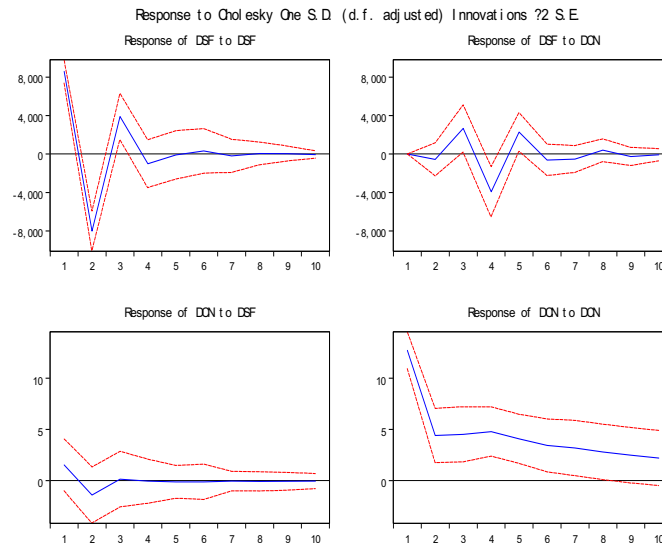 Response to Cholesky One S.D. (d.f. adjusted) Innovations ?2 S.E.
Response of DSF to DSF
8,000
4,000
0
-4,000
-8,000
1 2 3 4 5 6 7 8 9 10
Response of DSF to DCN
8,000
4,000
0
-4,000
-8,000
1 2 3 4 5 6 7 8 9 10
Response of DCN to DSF
10
5
0
1 2 3 4 5 6 7 8 9 10
Response of DCN to DCN
10
5
0
1 2 3 4 5 6 7 8 9 10